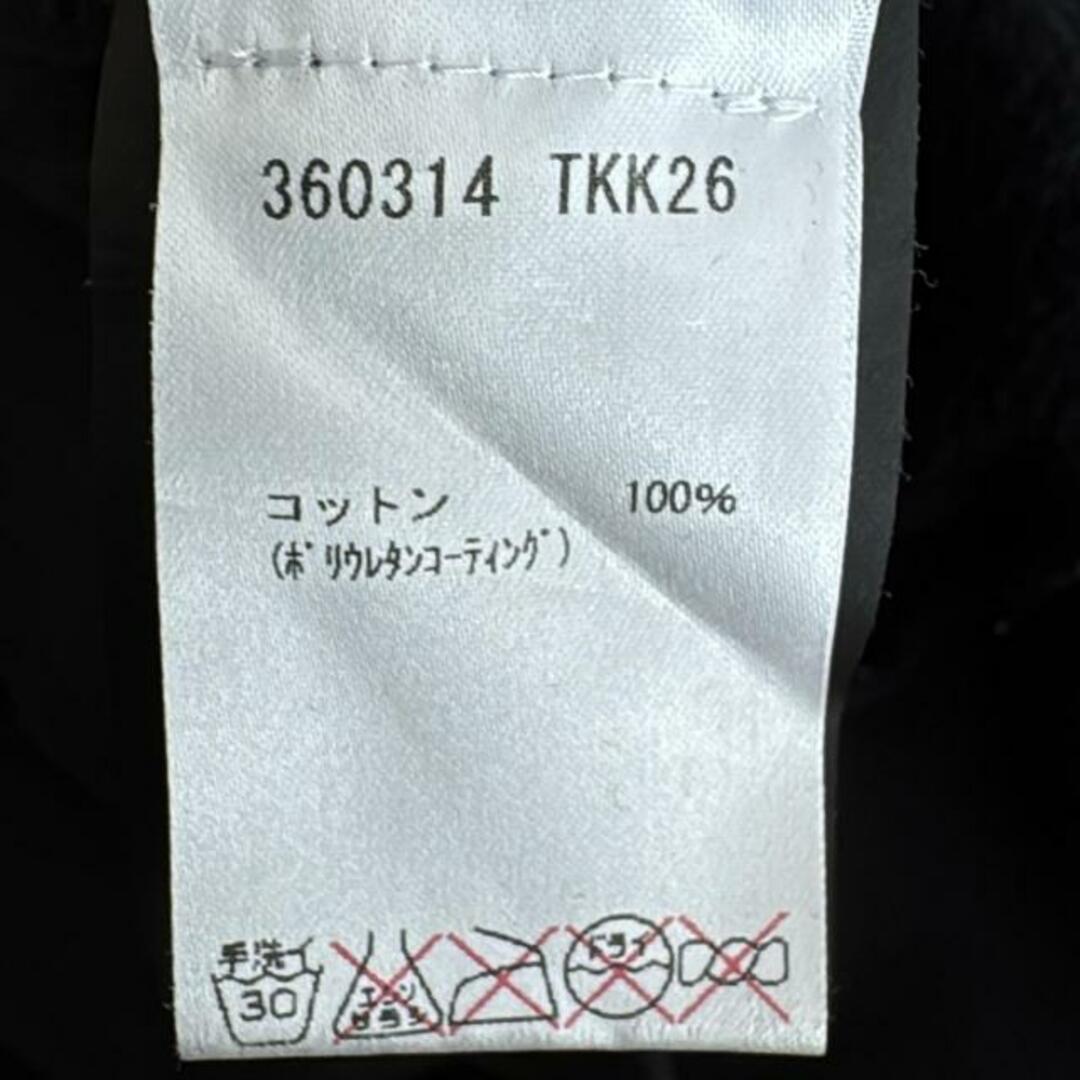 360314 TKK26
コットン 100%
(ポリウレタンコーティング)
手洗イ
30
エンソ
サラシ
ドライ